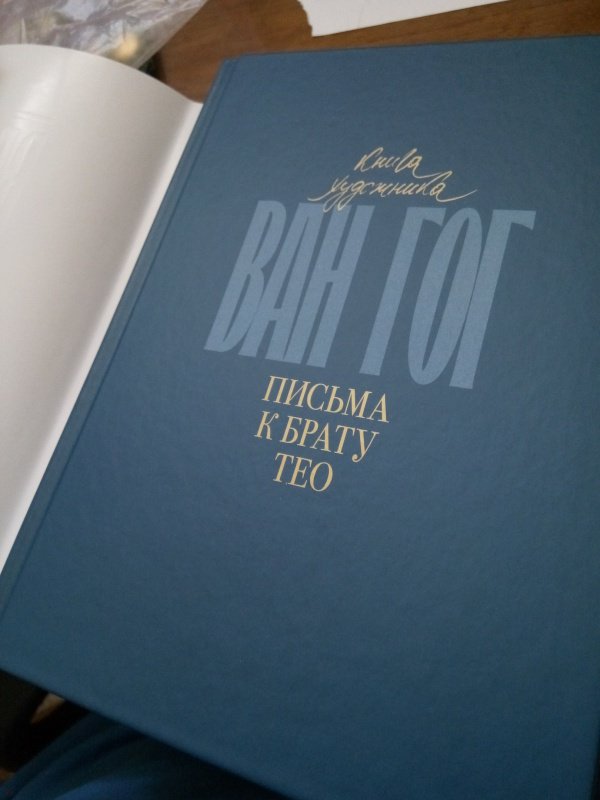 книга
художника
ВАН ГОГ
ПИСЬМА
К БРАТУ
ТЕО